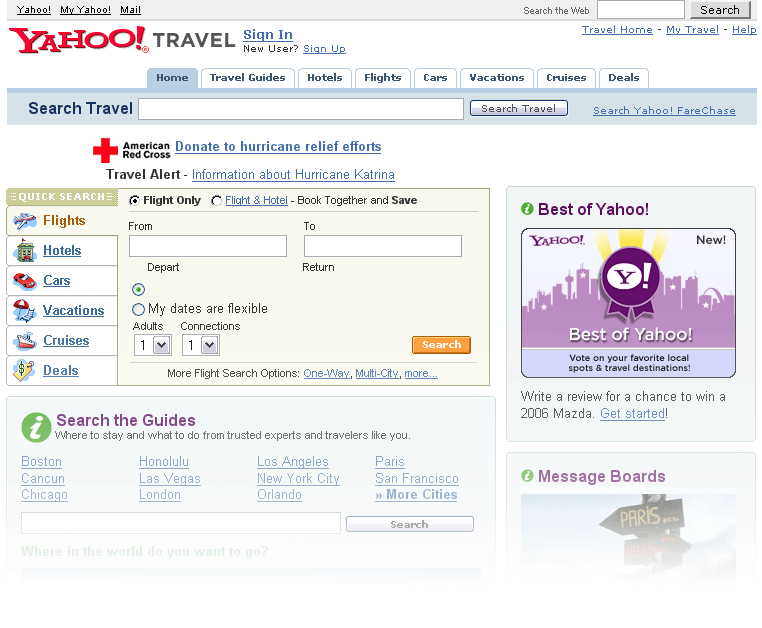 Yahoo! My Yahoo! Mail Search the Web Search
YAHOO!® TRAVEL Sign In
New User? Sign Up
Travel Home - My Travel - Help
Home Travel Guides Hotels Flights Cars Vacations Cruises Deals
Search Travel Search Travel Search Yahoo! FareChase
American Red Cross Donate to hurricane relief efforts
Travel Alert - Information about Hurricane Katrina
QUICK SEARCH
Flights
Hotels
Cars
Vacations
Cruises
Deals
Flight Only Flight & Hotel - Book Together and Save
From To
Depart Return
My dates are flexible
Adults Connections
1 1 Search
More Flight Search Options: One-Way, Multi-City, more...
Best of Yahoo!
YAHOO! New!
Y!
Best of Yahoo!
Vote on your favorite local
spots & travel destinations!
Write a review for a chance to win a
2006 Mazda. Get started!
Search the Guides
Where to stay and what to do from trusted experts and travelers like you.
Boston Honolulu Los Angeles Paris
Cancun Las Vegas New York City San Francisco
Chicago London Orlando » More Cities
Search
Where in the world do you want to go?
Message Boards
PARIS